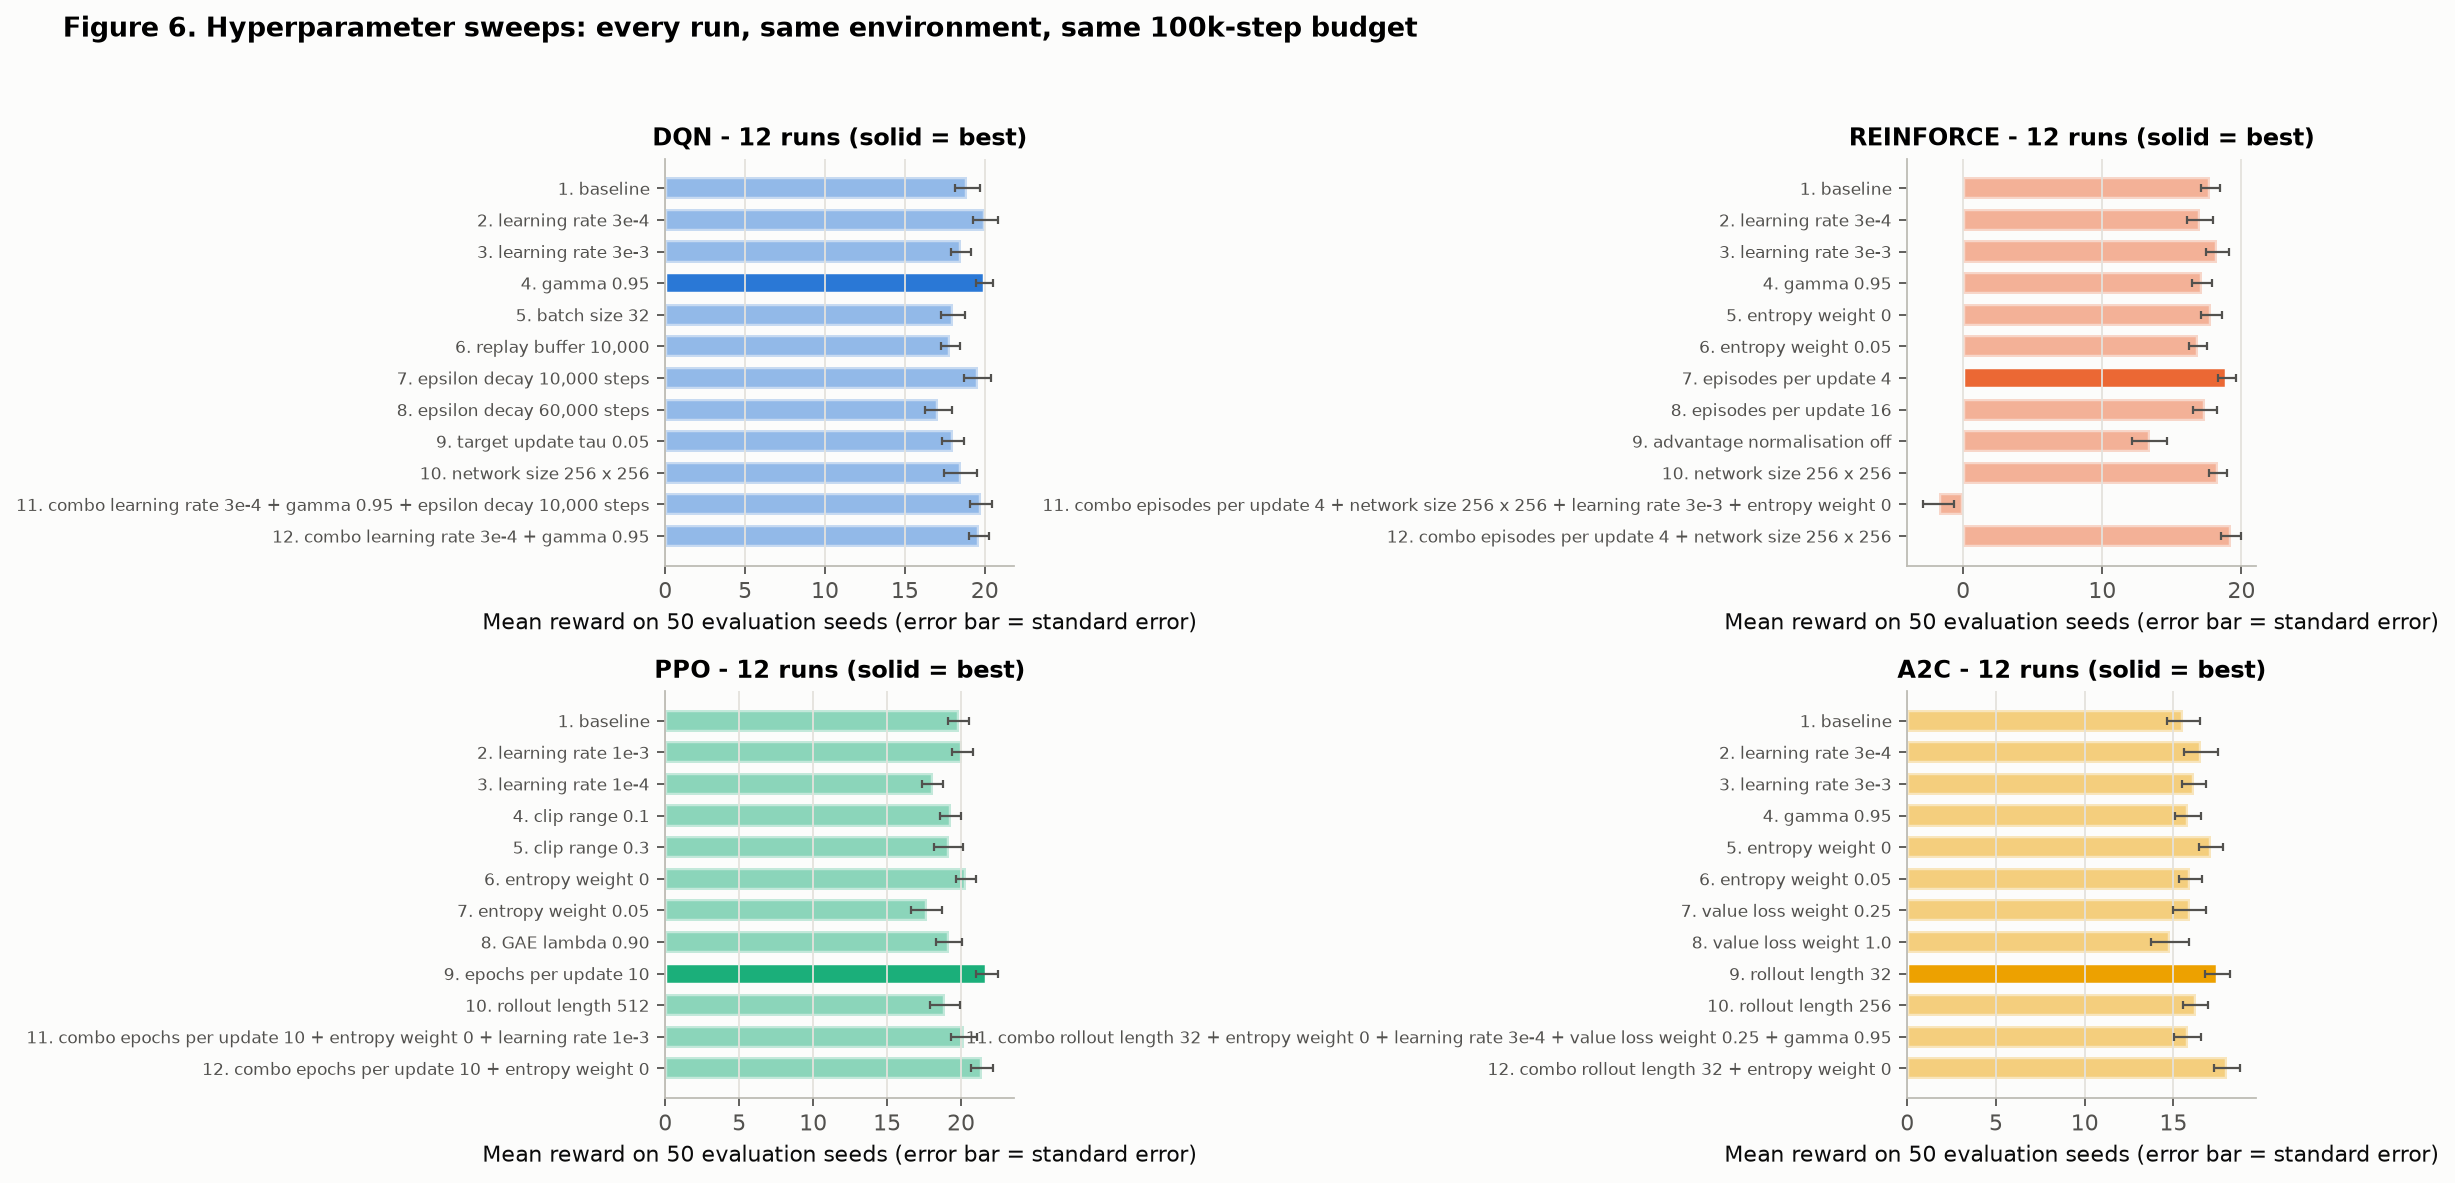 Figure 6. Hyperparameter sweeps: every run, same environment, same 100k-step budget
DQN - 12 runs (solid = best)
1. baseline
2. learning rate 3e-4
3. learning rate 3e-3
4. gamma 0.95
5. batch size 32
6. replay buffer 10,000
7. epsilon decay 10,000 steps
8. epsilon decay 60,000 steps
9. target update tau 0.05
10. network size 256 x 256
11. combo learning rate 3e-4 + gamma 0.95 + epsilon decay 10,000 steps
12. combo learning rate 3e-4 + gamma 0.95
0 5 10 15 20
Mean reward on 50 evaluation seeds (error bar = standard error)
REINFORCE - 12 runs (solid = best)
1. baseline
2. learning rate 3e-4
3. learning rate 3e-3
4. gamma 0.95
5. entropy weight 0
6. entropy weight 0.05
7. episodes per update 4
8. episodes per update 16
9. advantage normalisation off
10. network size 256 x 256
11. combo episodes per update 4 + network size 256 x 256 + learning rate 3e-3 + entropy weight 0
12. combo episodes per update 4 + network size 256 x 256
0 10 20
Mean reward on 50 evaluation seeds (error bar = standard error)
PPO - 12 runs (solid = best)
1. baseline
2. learning rate 1e-3
3. learning rate 1e-4
4. clip range 0.1
5. clip range 0.3
6. entropy weight 0
7. entropy weight 0.05
8. GAE lambda 0.90
9. epochs per update 10
10. rollout length 512
11. combo epochs per update 10 + entropy weight 0 + learning rate 1e-3
12. combo epochs per update 10 + entropy weight 0
0 5 10 15 20
Mean reward on 50 evaluation seeds (error bar = standard error)
A2C - 12 runs (solid = best)
1. baseline
2. learning rate 3e-4
3. learning rate 3e-3
4. gamma 0.95
5. entropy weight 0
6. entropy weight 0.05
7. value loss weight 0.25
8. value loss weight 1.0
9. rollout length 32
10. rollout length 256
11. combo rollout length 32 + entropy weight 0 + learning rate 3e-4 + value loss weight 0.25 + gamma 0.95
12. combo rollout length 32 + entropy weight 0
0 5 10 15
Mean reward on 50 evaluation seeds (error bar = standard error)